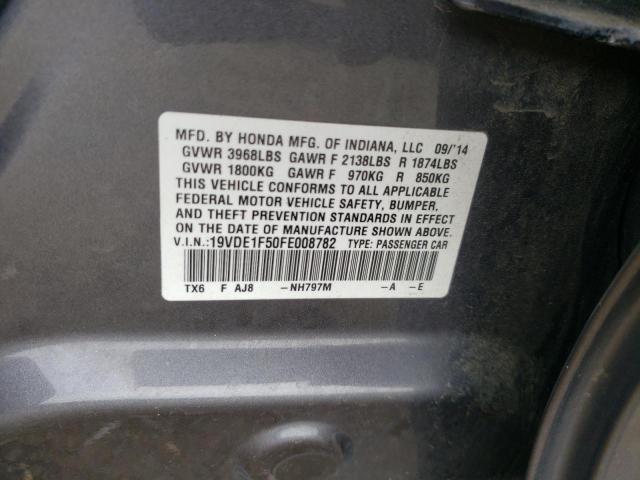 MFD. BY HONDA MFG. OF INDIANA, LLC 09/'14
GVWR 3968LBS GAWR F 2138LBS R 1874LBS
GVWR 1800KG GAWR F 970KG R 850KG
THIS VEHICLE CONFORMS TO ALL APPLICABLE
FEDERAL MOTOR VEHICLE SAFETY, BUMPER,
AND THEFT PREVENTION STANDARDS IN EFFECT
ON THE DATE OF MANUFACTURE SHOWN ABOVE.
V.I.N.:19VDE1F50FE008782 TYPE: PASSENGER CAR
TX6 F AJ8 -NH797M -A -E